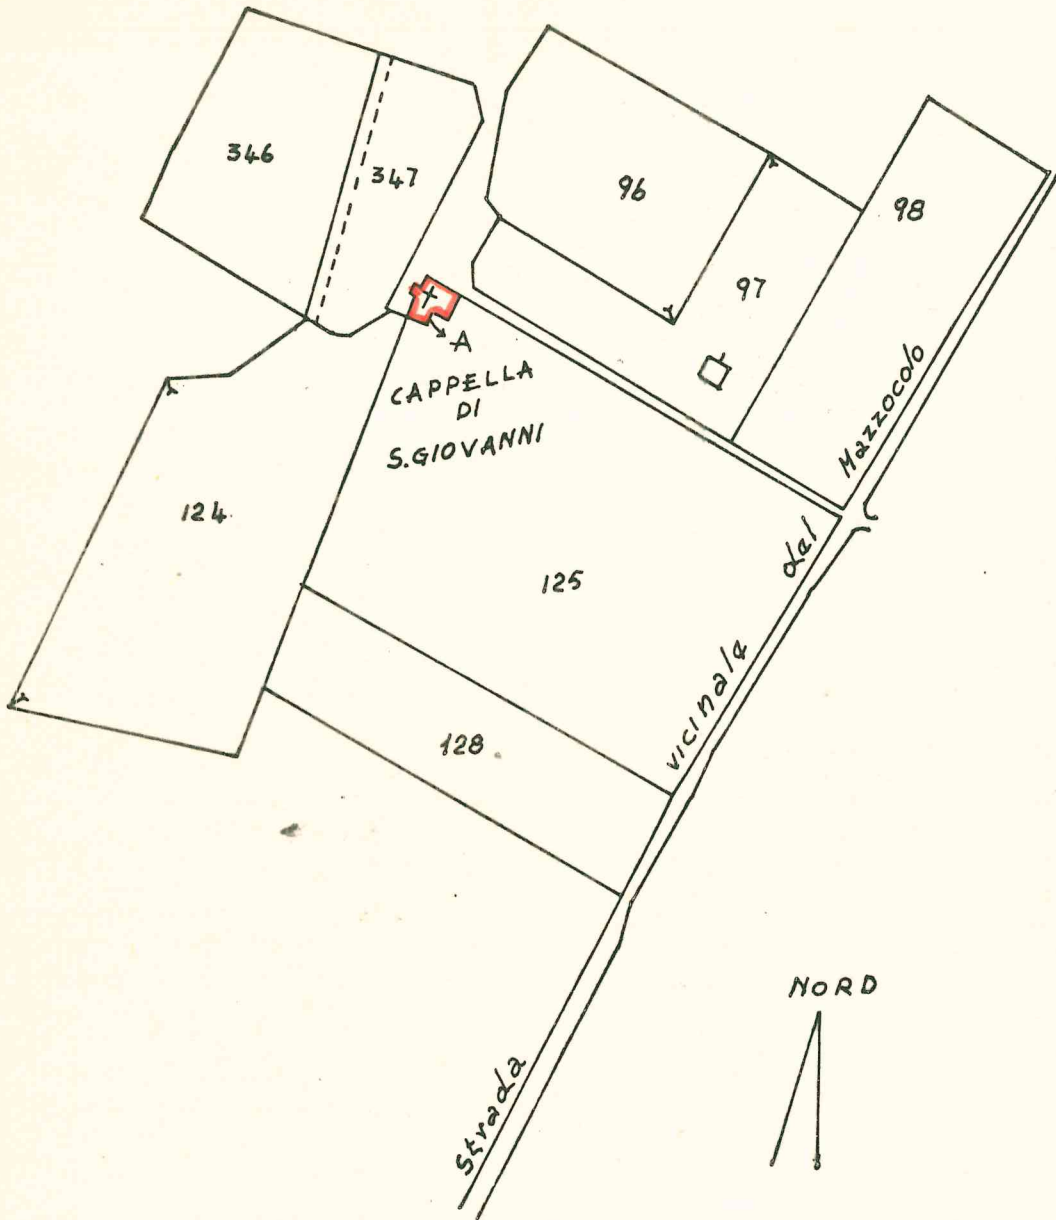 346
347
96
98
97
A
CAPPELLA
DI
S. GIOVANNI
124
125
128
Strada vicinale del Mazzocolo
NORD